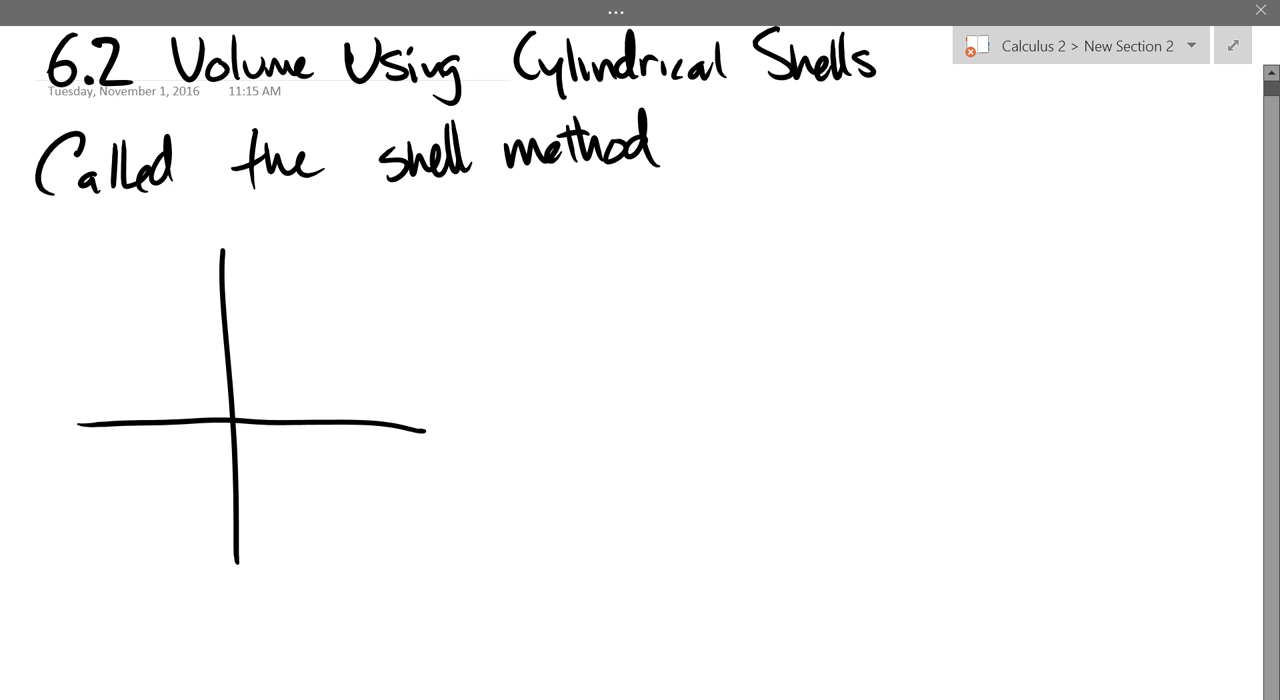 ...
Calculus 2 > New Section 2
6.2 Volume Using Cylindrical Shells
Tuesday, November 1, 2016 11:15 AM
Called the shell method